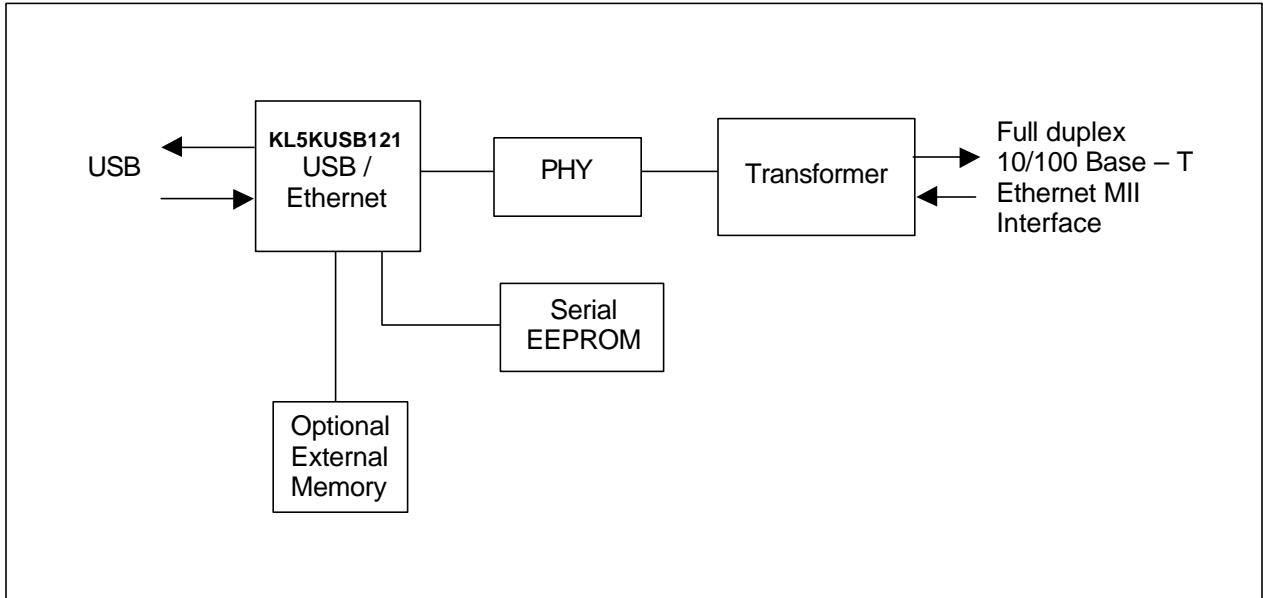 USB
KL5KUSB121
USB /
Ethernet
PHY
Transformer
Full duplex
10/100 Base – T
Ethernet MII
Interface
Serial
EEPROM
Optional
External
Memory